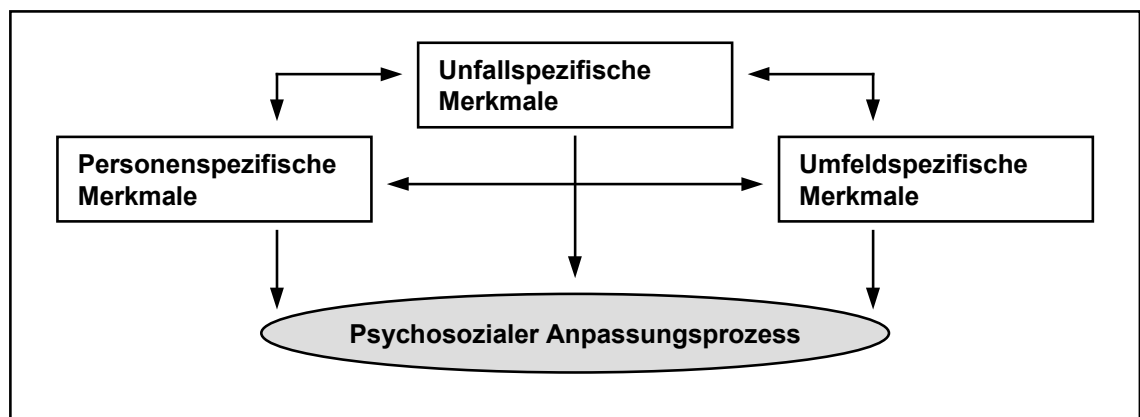 Unfallspezifische
Merkmale
Personenspezifische
Merkmale
Umfeldspezifische
Merkmale
Psychosozialer Anpassungsprozess